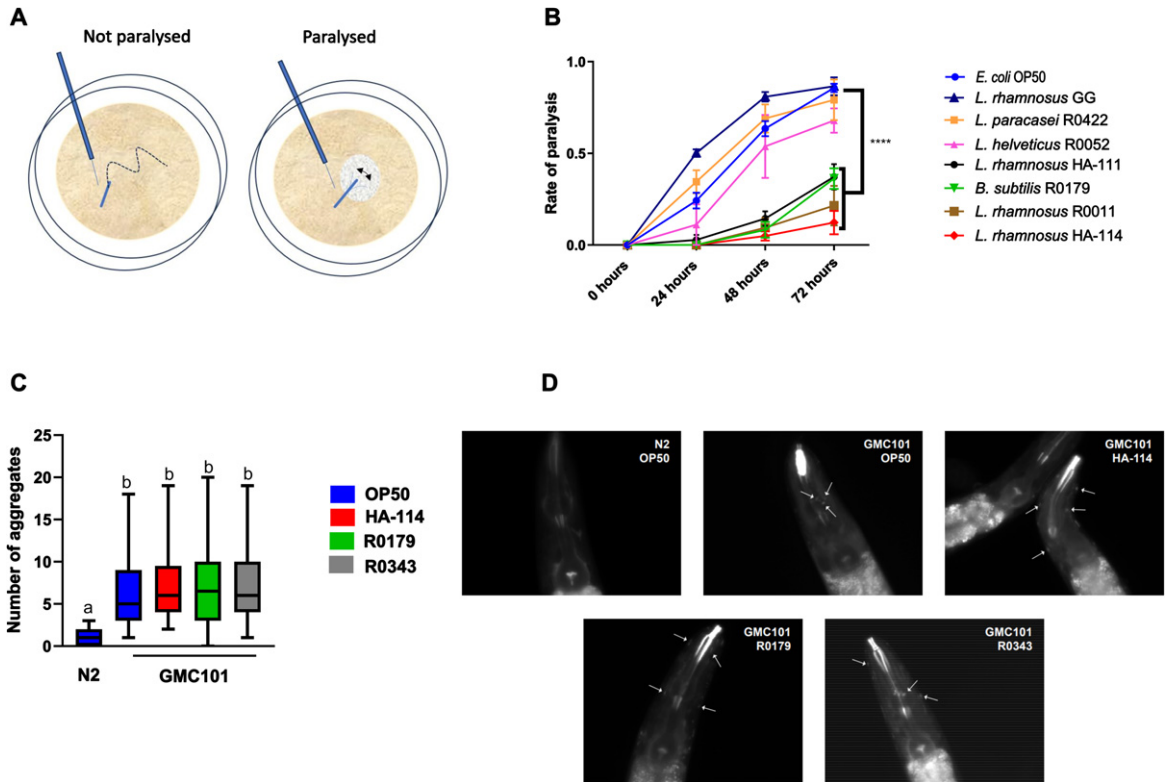 A
Not paralysed
Paralysed
B
Rate of paralysis
1.0
0.5
0.0
0 hours
24 hours
48 hours
72 hours
****
E. coli OP50
L. rhamnosus GG
L. paracasei R0422
L. helveticus R0052
L. rhamnosus HA-111
B. subtilis R0179
L. rhamnosus R0011
L. rhamnosus HA-114
C
Number of aggregates
25
20
15
10
5
0
a
b
b
b
b
N2
GMC101
OP50
HA-114
R0179
R0343
D
N2
OP50
GMC101
OP50
GMC101
HA-114
GMC101
R0179
GMC101
R0343